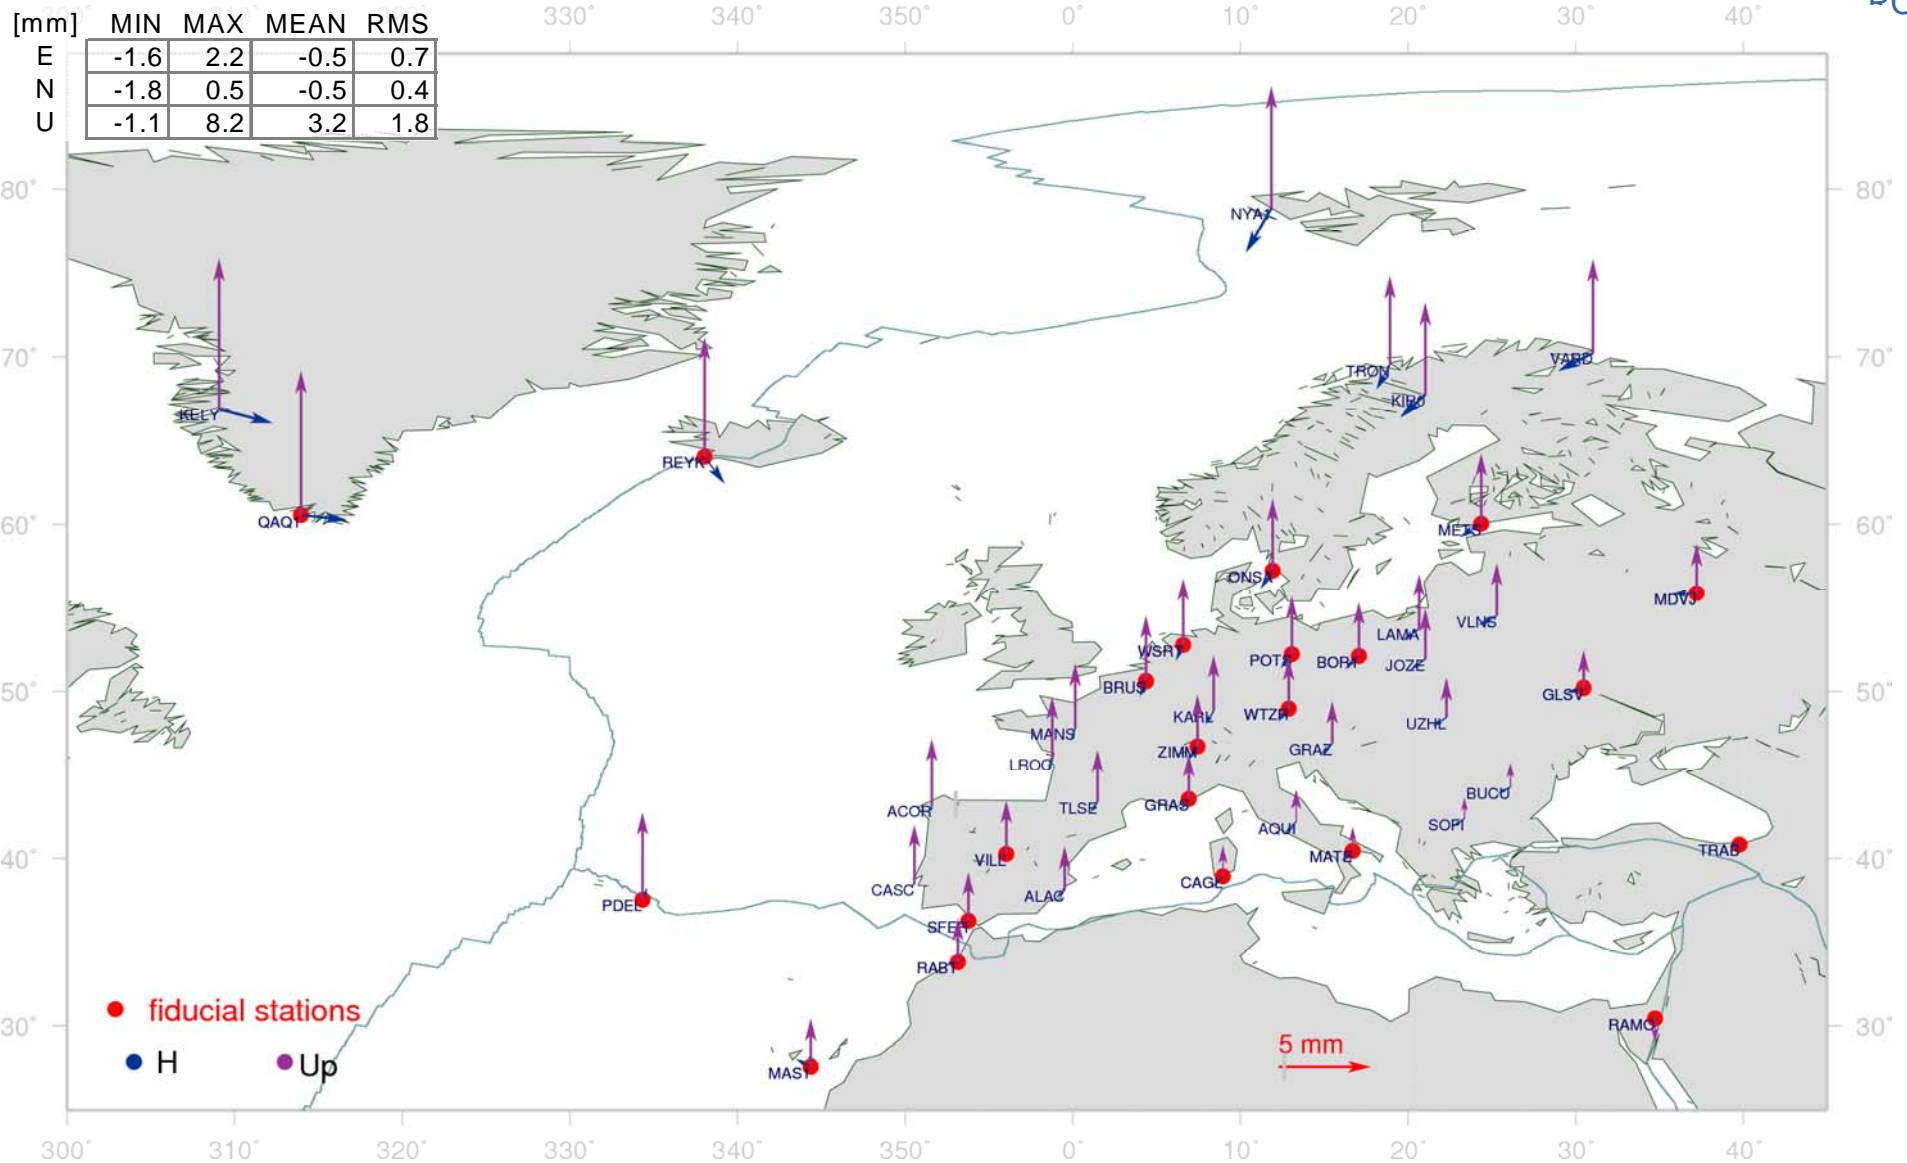 300° 330° 340° 350° 0° 10° 20° 30° 40°
[mm] MIN MAX MEAN RMS
E -1.6 2.2 -0.5 0.7
N -1.8 0.5 -0.5 0.4
U -1.1 8.2 3.2 1.8
80° 80°
NYA1
70° 70°
VARD
TRON
KIR0
KELY
REYK
60° 60°
QAQ1
METS
ONSA
MDVJ
VLNS
LAMA
WSRT
POTS
BOR1
JOZE
50° 50°
BRUS
GLSV
KARL
WTZR
UZHL
MANS
ZIMM
GRAZ
LROC
BUCU
ACOR
TLSE
GRAS
AQUI
SOFI
40° 40°
VILL
MATE
TRAB
CASC
ALAC
CAGL
PDEL
SFER
RABT
30° 30°
fiducial stations
RAMO
5 mm
H Up
MAS1
300° 310° 320° 330° 340° 350° 0° 10° 20° 30° 40°